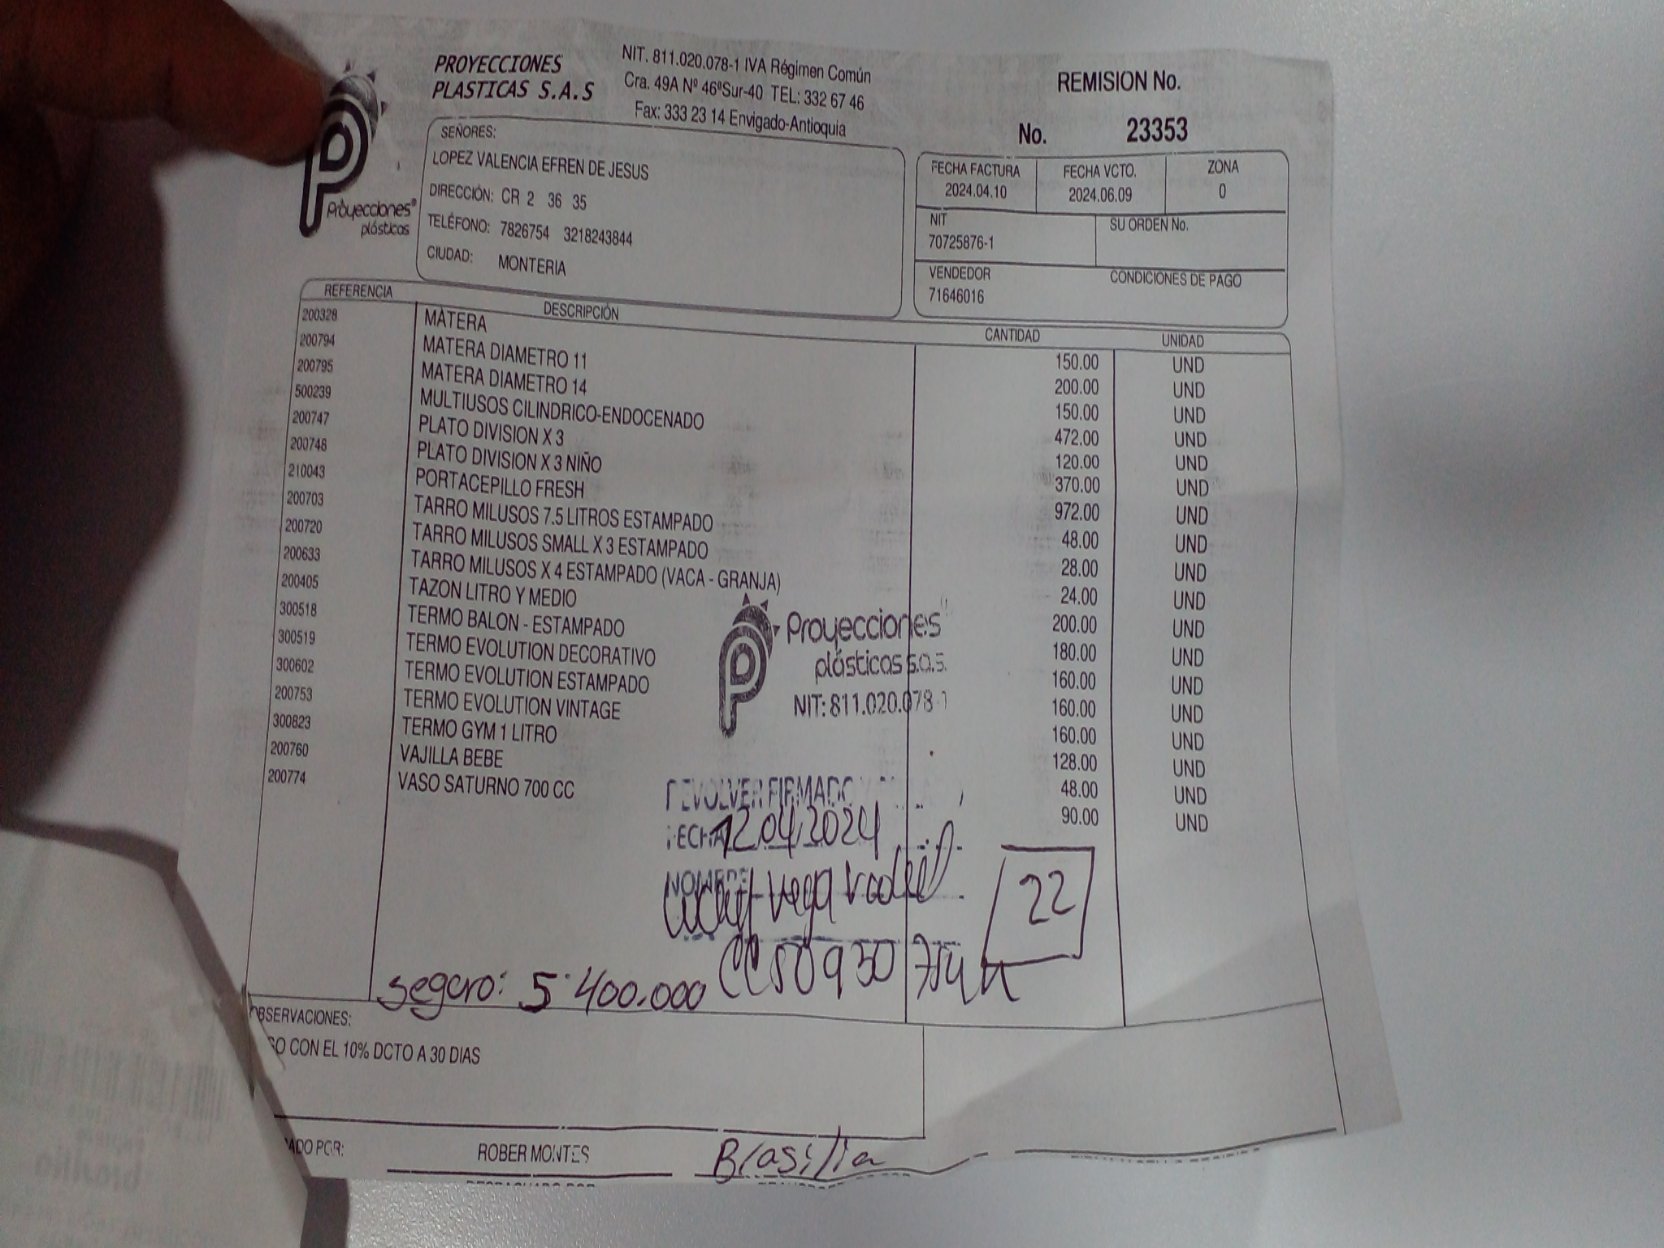 PROYECCIONES
PLASTICAS S.A.S
NIT. 811.020.078-1 IVA Régimen Común
Cra. 49A Nº 46ºSur-40 TEL: 332 67 46
Fax: 333 23 14 Envigado-Antioquia
REMISION No.
No. 23353
Proyecciones®
plásticas
SEÑORES:
LOPEZ VALENCIA EFREN DE JESUS
DIRECCIÓN: CR 2 36 35
TELÉFONO: 7826754 3218243844
CIUDAD: MONTERIA
FECHA FACTURA FECHA VCTO. ZONA
2024.04.10 2024.06.09 0
NIT SU ORDEN No.
70725876-1
VENDEDOR CONDICIONES DE PAGO
71646016
REFERENCIA DESCRIPCIÓN CANTIDAD UNIDAD
200328 MATERA 150.00 UND
200794 MATERA DIAMETRO 11 200.00 UND
200795 MATERA DIAMETRO 14 150.00 UND
500239 MULTIUSOS CILINDRICO-ENDOCENADO 472.00 UND
200747 PLATO DIVISION X 3 120.00 UND
200748 PLATO DIVISION X 3 NIÑO 370.00 UND
210043 PORTACEPILLO FRESH 972.00 UND
200703 TARRO MILUSOS 7.5 LITROS ESTAMPADO 48.00 UND
200720 TARRO MILUSOS SMALL X 3 ESTAMPADO 28.00 UND
200633 TARRO MILUSOS X 4 ESTAMPADO (VACA - GRANJA) 24.00 UND
200405 TAZON LITRO Y MEDIO 200.00 UND
300518 TERMO BALON - ESTAMPADO 180.00 UND
300519 TERMO EVOLUTION DECORATIVO 160.00 UND
300602 TERMO EVOLUTION ESTAMPADO 160.00 UND
200753 TERMO EVOLUTION VINTAGE 160.00 UND
300823 TERMO GYM 1 LITRO 128.00 UND
200760 VAJILLA BEBE 48.00 UND
200774 VASO SATURNO 700 CC 90.00 UND
Proyecciones
plásticas s.a.s.
NIT: 811.020.078-1
DEVOLVER FIRMADO
FECHA 12.04.2024
NOMBRE
Vega
22
CC 50930
seguro: 5'400.000
OBSERVACIONES:
CON EL 10% DCTO A 30 DIAS
POR: ROBER MONTES Brasilia